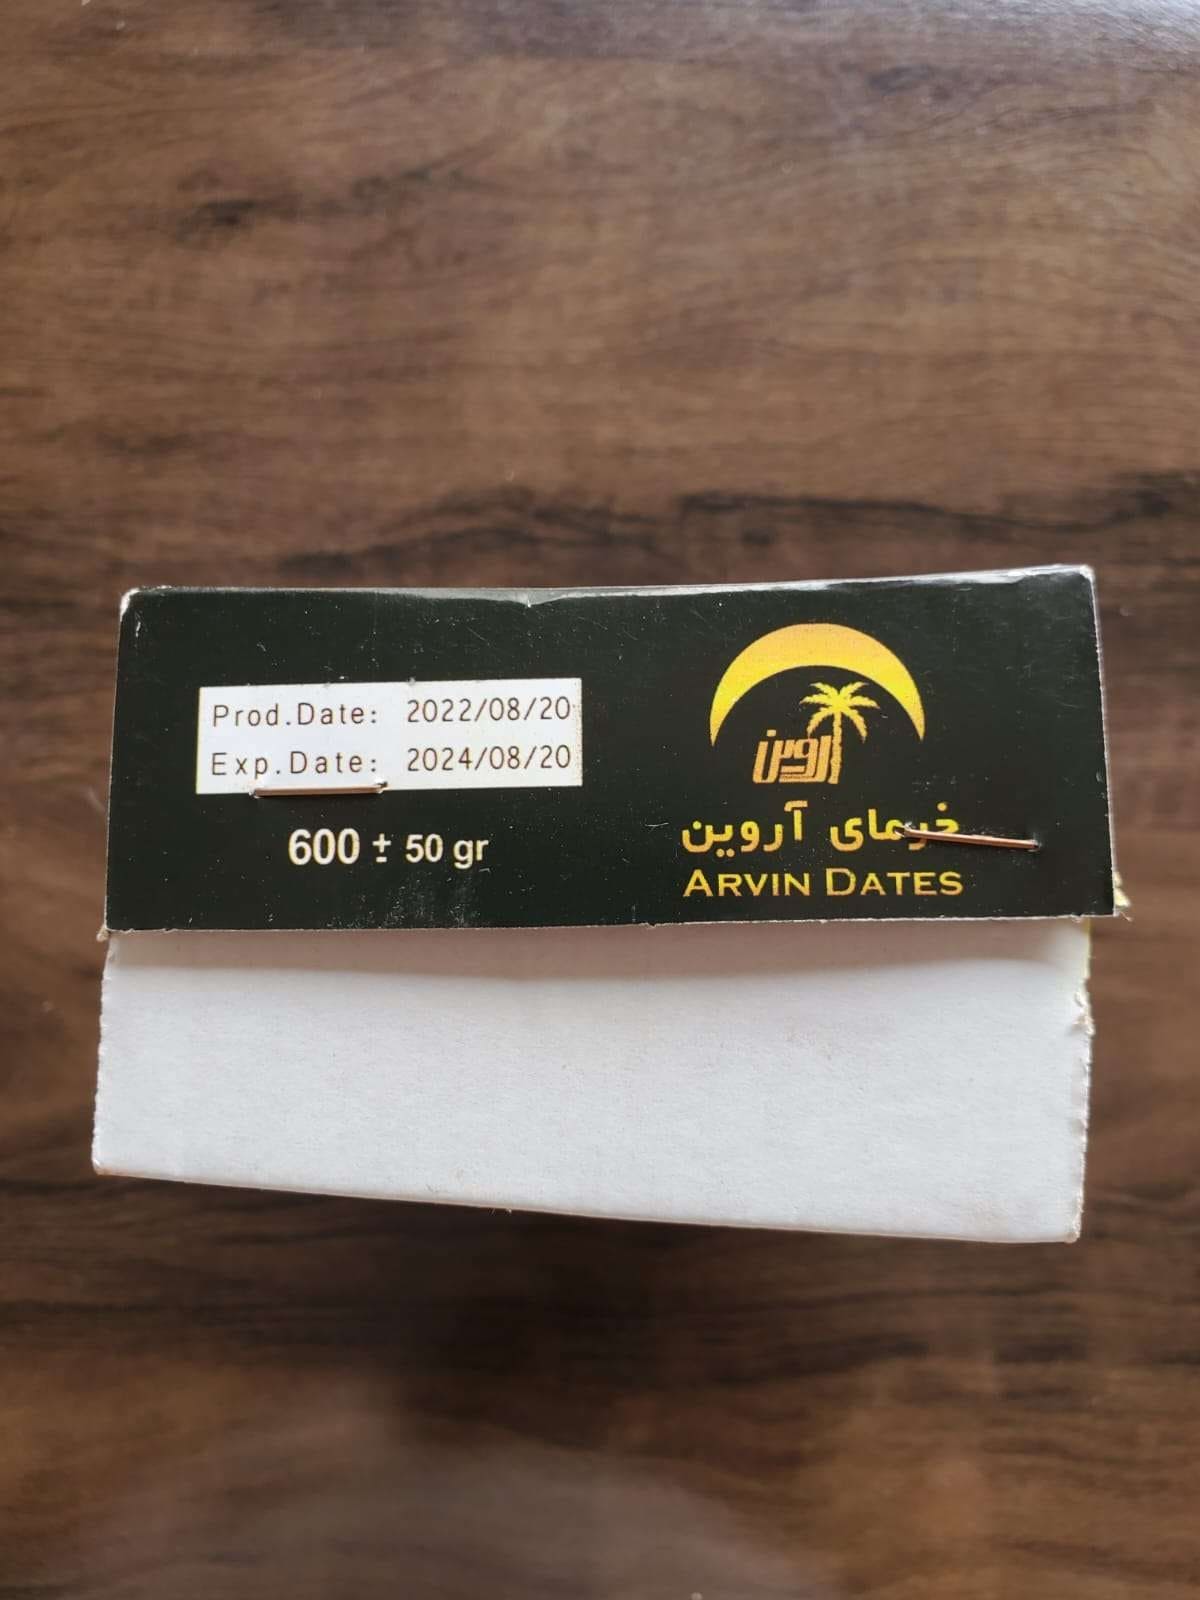 Prod.Date: 2022/08/20
Exp.Date: 2024/08/20
600 ± 50 gr
آروین
خرمای آروین
ARVIN DATES